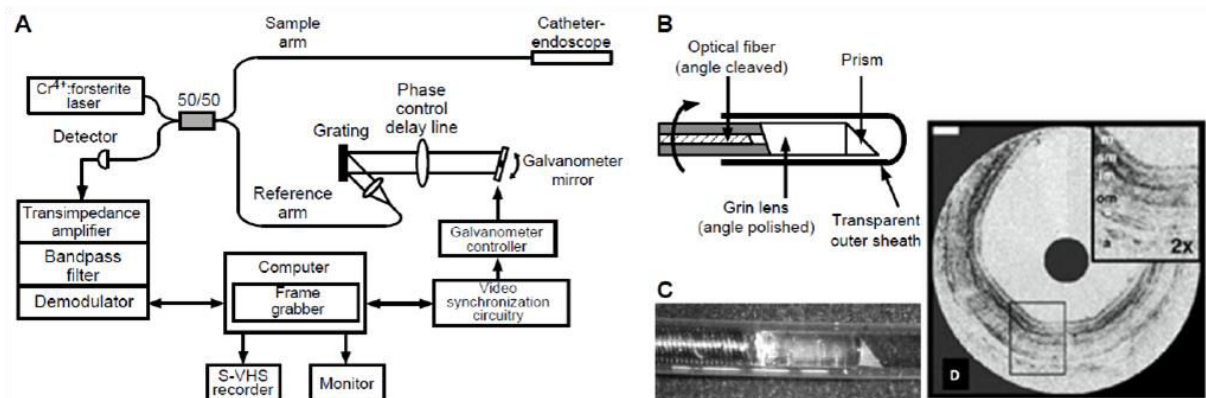 A
Sample
arm
Catheter-
endoscope
Cr4+:forsterite
laser
50/50
Detector
Phase
control
delay line
Grating
Galvanometer
mirror
Reference
arm
Transimpedance
amplifier
Bandpass
filter
Demodulator
Computer
Frame
grabber
Galvanometer
controller
Video
synchronization
circuitry
S-VHS
recorder
Monitor
B
Optical fiber
(angle cleaved)
Prism
Grin lens
(angle polished)
Transparent
outer sheath
C
om
a
2x
D